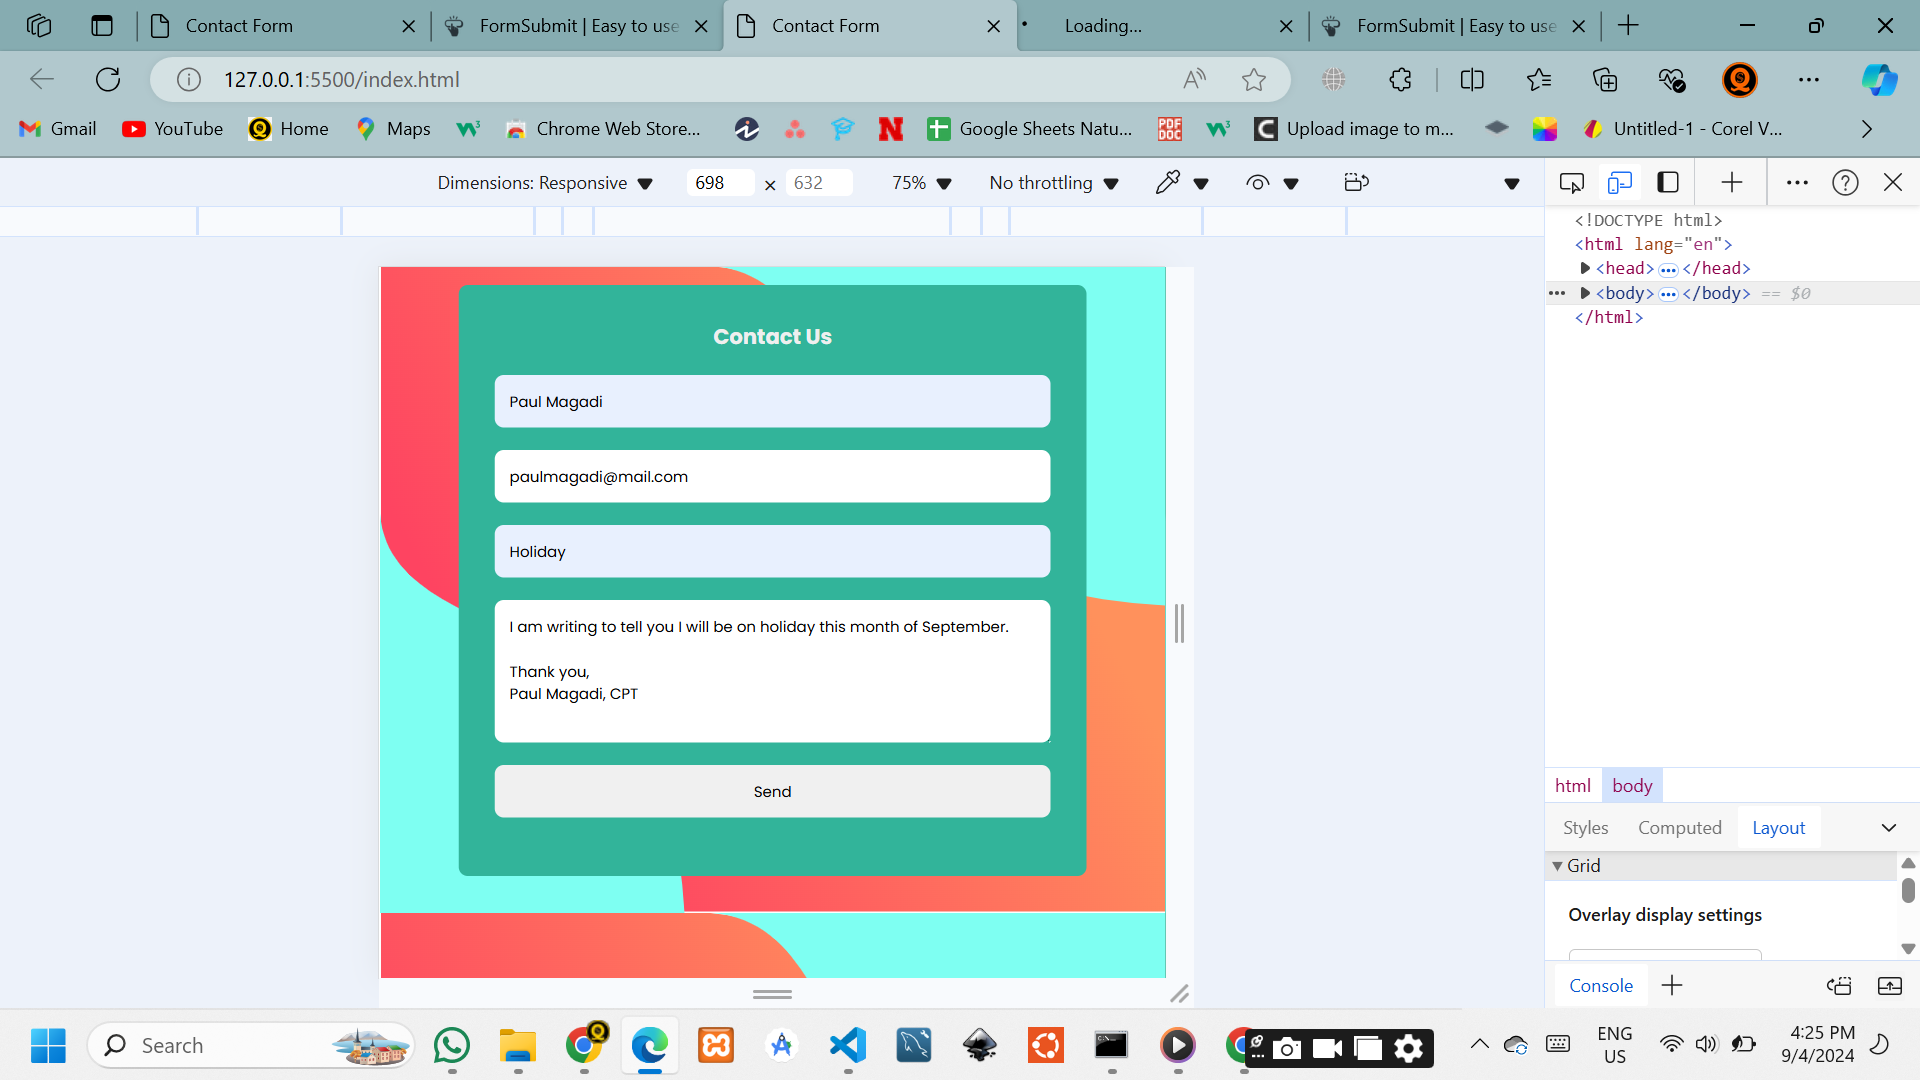 Contact Form
FormSubmit | Easy to use
Contact Form
Loading...
FormSubmit | Easy to use
127.0.0.1:5500/index.html
Gmail
YouTube
Home
Maps
Chrome Web Store...
Google Sheets Natu...
PDF DOC
Upload image to m...
Untitled-1 - Corel V...
Dimensions: Responsive
698 × 632
75%
No throttling
<!DOCTYPE html>
<html lang="en">
<head>…</head>
<body>…</body> == $0
</html>
Contact Us
Paul Magadi
paulmagadi@mail.com
Holiday
I am writing to tell you I will be on holiday this month of September.
Thank you,
Paul Magadi, CPT
Send
html body
Styles Computed Layout
Grid
Overlay display settings
Console
Search
ENG
US
4:25 PM
9/4/2024